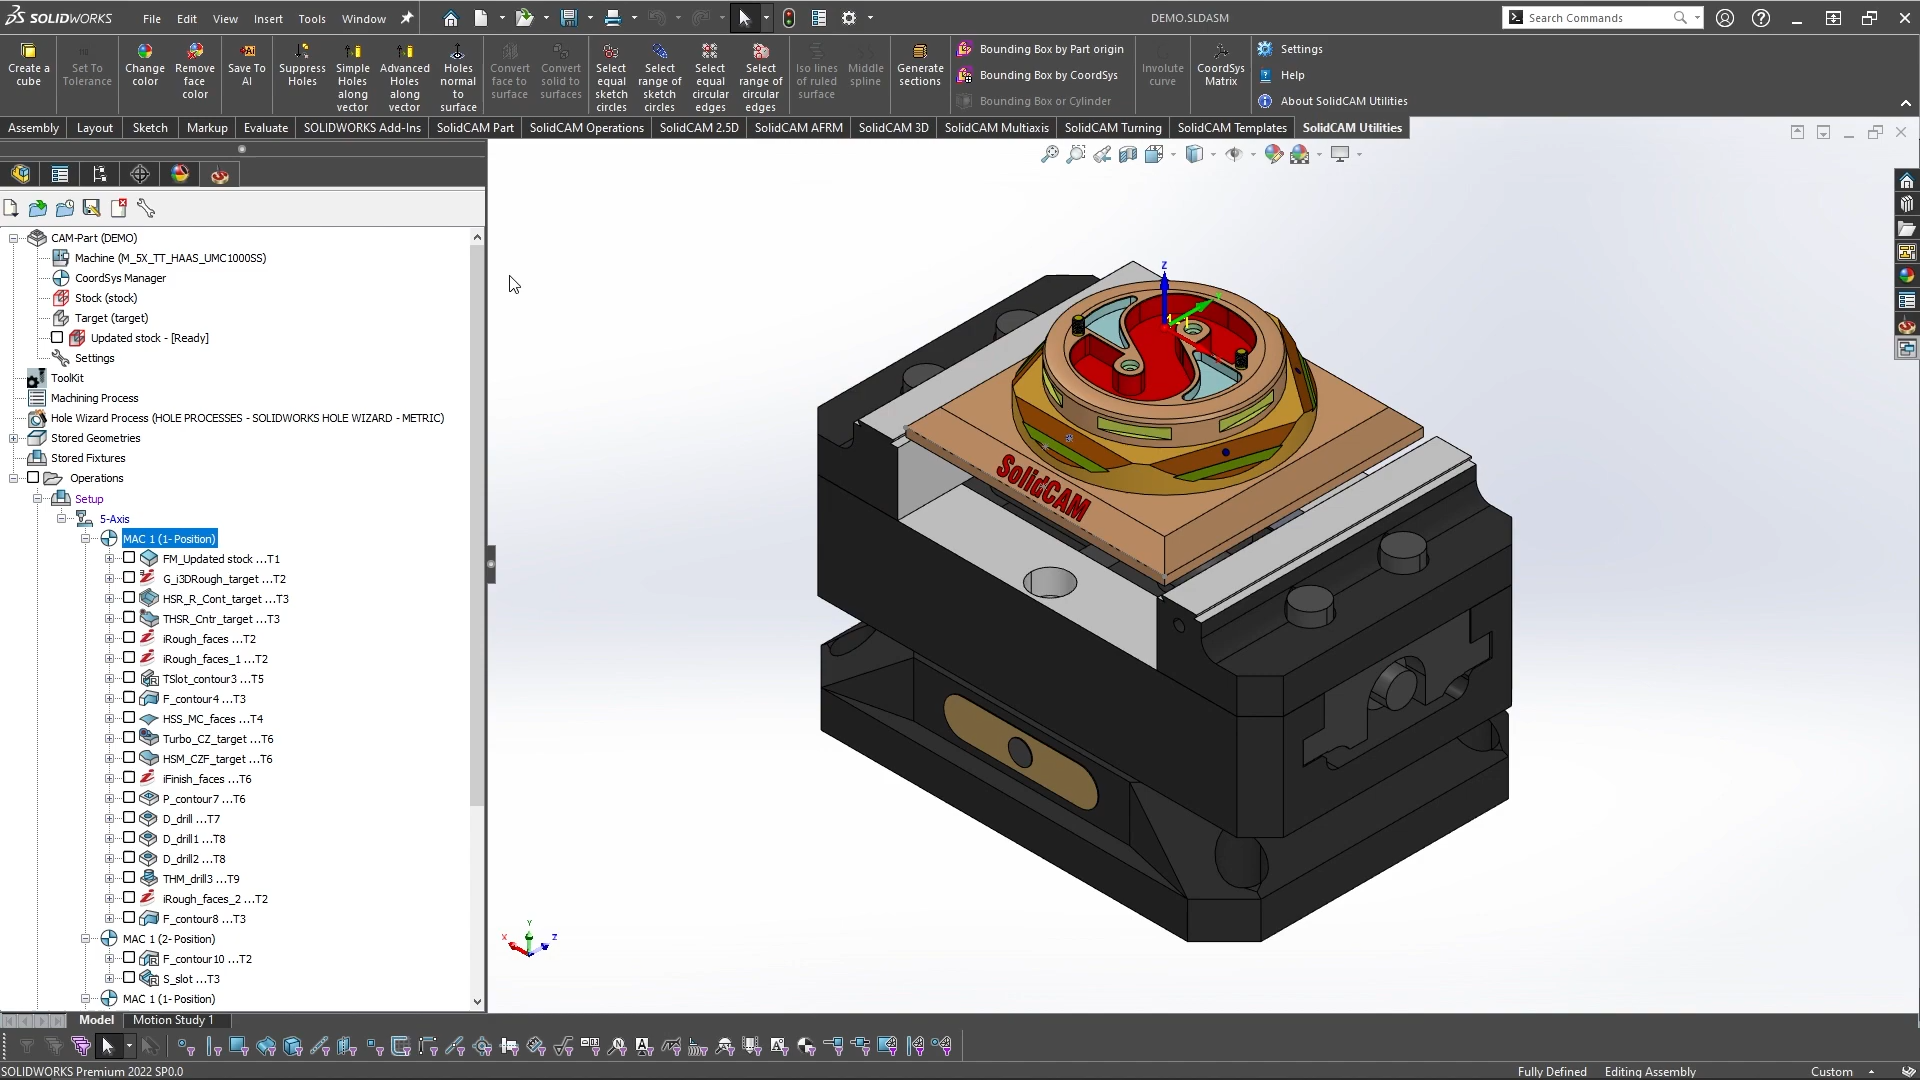 SOLIDWORKS
File Edit View Insert Tools Window
DEMO.SLDASM
Search Commands
Create a cube
Set To Tolerance
Change color
Remove face color
Save To AI
Suppress Holes
Simple Holes along vector
Advanced Holes along vector
Holes normal to surface
Convert face to surface
Convert solid to surfaces
Select equal sketch circles
Select range of sketch circles
Select equal circular edges
Select range of circular edges
Iso lines of ruled surface
Middle spline
Generate sections
Bounding Box by Part origin
Bounding Box by CoordSys
Bounding Box or Cylinder
Involute curve
CoordSys Matrix
Settings
Help
About SolidCAM Utilities
Assembly Layout Sketch Markup Evaluate SOLIDWORKS Add-Ins SolidCAM Part SolidCAM Operations SolidCAM 2.5D SolidCAM AFRM SolidCAM 3D SolidCAM Multiaxis SolidCAM Turning SolidCAM Templates SolidCAM Utilities
CAM-Part (DEMO)
Machine (M_5X_TT_HAAS_UMC1000SS)
CoordSys Manager
Stock (stock)
Target (target)
Updated stock - [Ready]
Settings
ToolKit
Machining Process
Hole Wizard Process (HOLE PROCESSES - SOLIDWORKS HOLE WIZARD - METRIC)
Stored Geometries
Stored Fixtures
Operations
Setup
5-Axis
MAC 1 (1- Position)
FM_Updated stock ...T1
G_i3DRough_target ...T2
HSR_R_Cont_target ...T3
THSR_Cntr_target ...T3
iRough_faces ...T2
iRough_faces_1 ...T2
TSlot_contour3 ...T5
F_contour4 ...T3
HSS_MC_faces ...T4
Turbo_CZ_target ...T6
HSM_CZF_target ...T6
iFinish_faces ...T6
P_contour7 ...T6
D_drill ...T7
D_drill1 ...T8
D_drill2 ...T8
THM_drill3 ...T9
iRough_faces_2 ...T2
F_contour8 ...T3
MAC 1 (2- Position)
F_contour10 ...T2
S_slot ...T3
MAC 1 (1- Position)
Z
SolidCAM
Y
X Z
Model Motion Study 1
SOLIDWORKS Premium 2022 SP0.0
Fully Defined Editing Assembly Custom